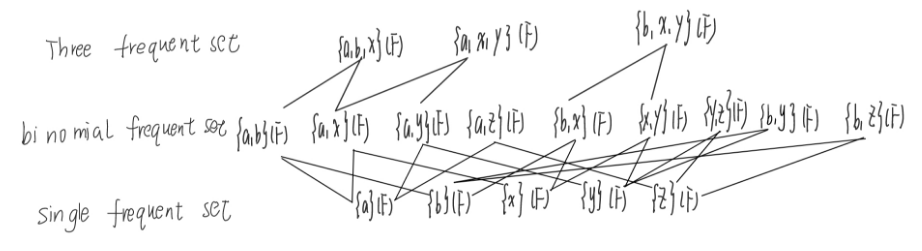 Three frequent set {a,b,x}(F) {a,x,y}(F) {b,x,y}(F)
binomial frequent set {a,b}(F) {a,x}(F) {a,y}(F) {a,z}(F) {b,x}(F) {x,y}(F) {y,z}(F) {b,y}(F) {b,z}(F)
single frequent set {a}(F) {b}(F) {x}(F) {y}(F) {z}(F)